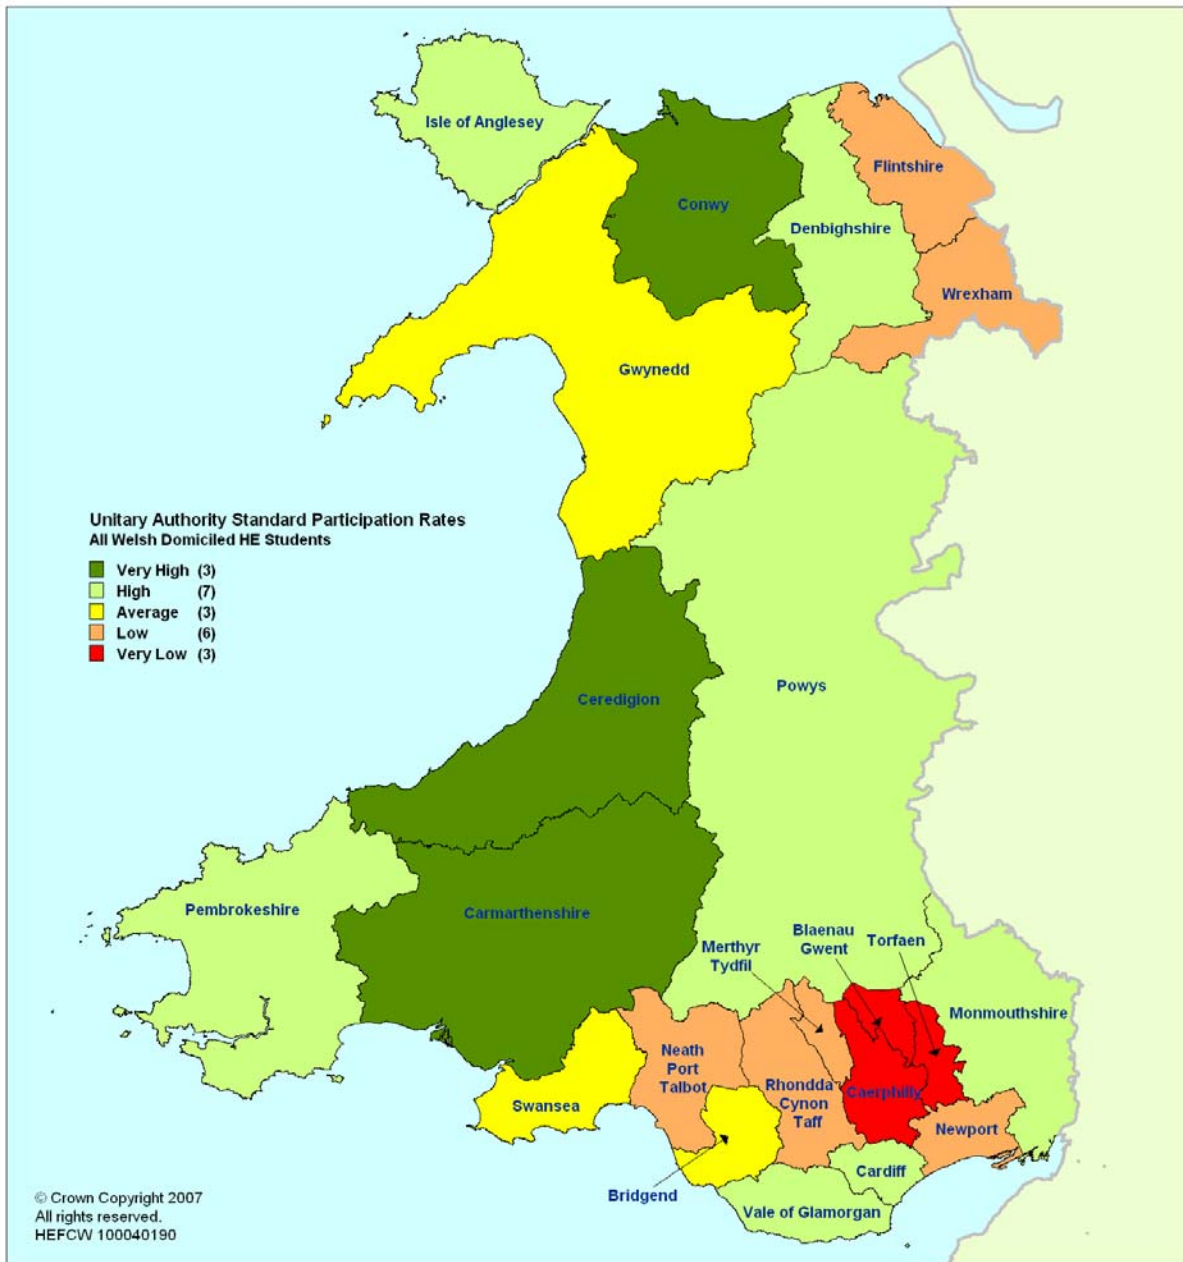 Isle of Anglesey
Flintshire
Conwy
Denbighshire
Wrexham
Gwynedd
Unitary Authority Standard Participation Rates
All Welsh Domiciled HE Students
Very High (3)
High (7)
Average (3)
Low (6)
Very Low (3)
Powys
Ceredigion
Pembrokeshire
Carmarthenshire
Merthyr
Tydfil
Blaenau
Gwent
Torfaen
Monmouthshire
Neath
Port
Talbot
Rhondda
Cynon
Taff
Caerphilly
Swansea
Newport
Cardiff
Bridgend
Vale of Glamorgan
© Crown Copyright 2007
All rights reserved.
HEFCW 100040190